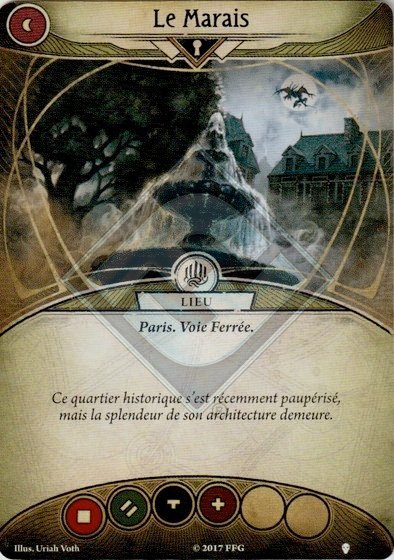 Le Marais
LIEU
Paris. Voie Ferrée.
Ce quartier historique s'est récemment paupérisé,
mais la splendeur de son architecture demeure.
Illus. Uriah Voth
© 2017 FFG